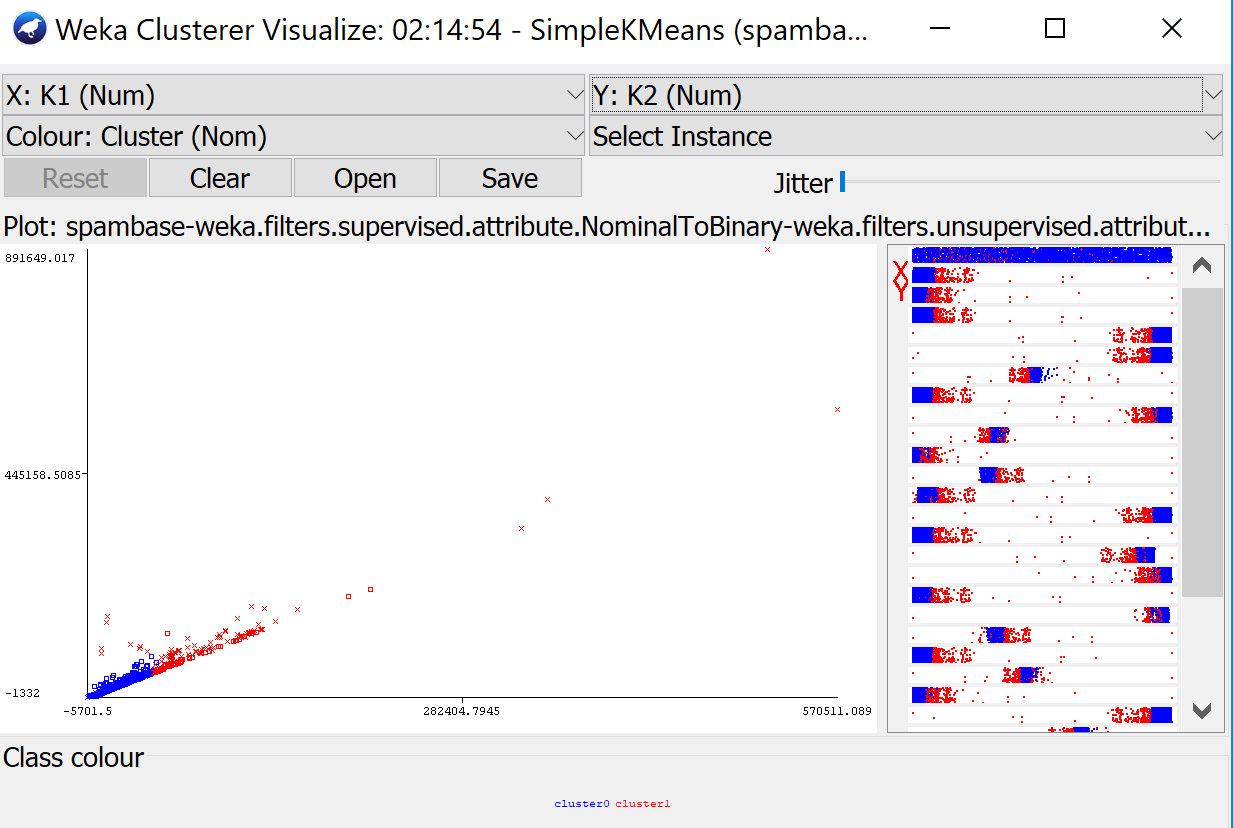 Weka Clusterer Visualize: 02:14:54 - SimpleKMeans (spamba...
X: K1 (Num)
Y: K2 (Num)
Colour: Cluster (Nom)
Select Instance
Reset
Clear
Open
Save
Jitter
Plot: spambase-weka.filters.supervised.attribute.NominalToBinary-weka.filters.unsupervised.attribut...
891649.017
445158.5085
-1332
-5701.5
282404.7945
570511.089
X
Y
Class colour
cluster0 cluster1